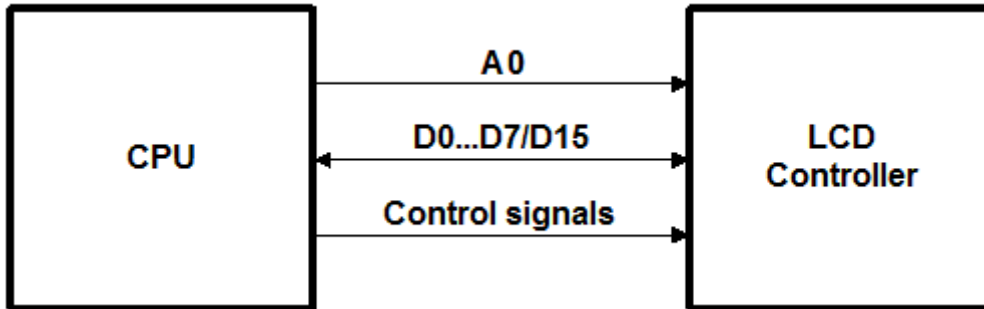 CPU
A0
D0...D7/D15
Control signals
LCD
Controller